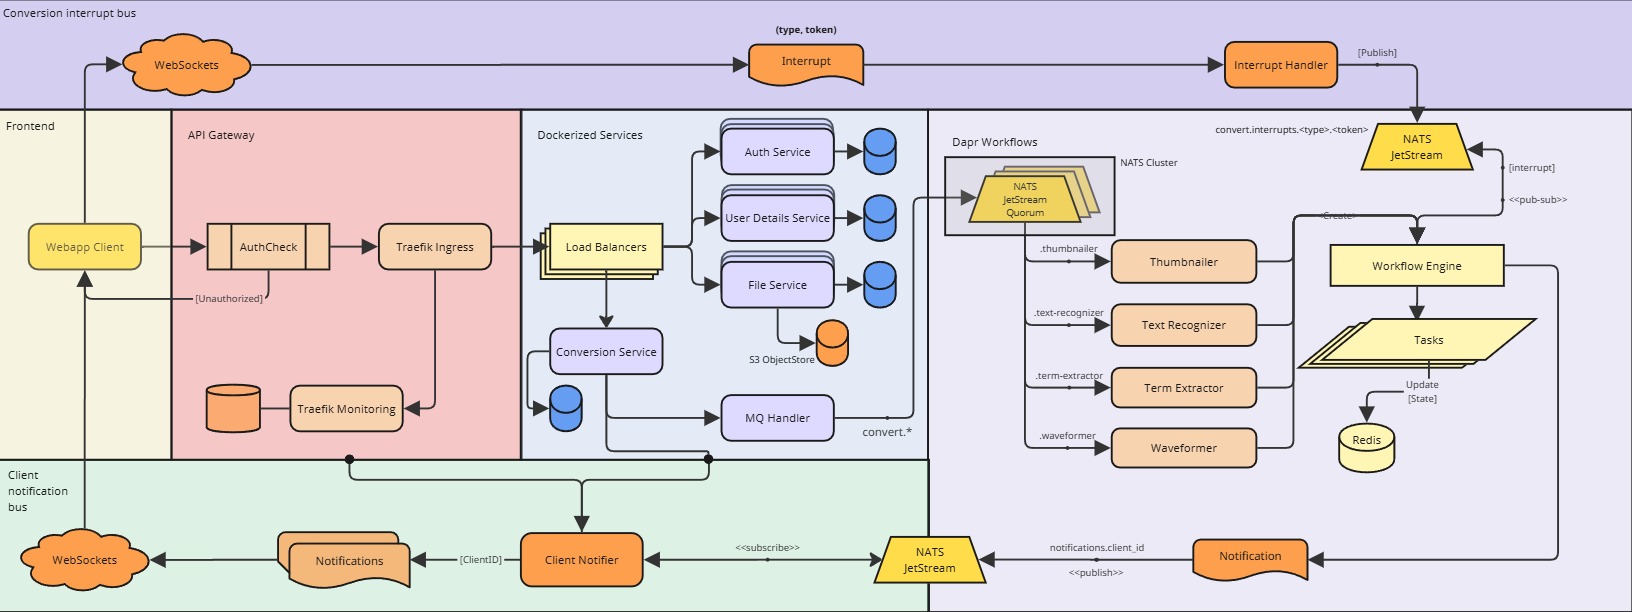 Conversion interrupt bus
(type, token)
WebSockets
Interrupt
Interrupt Handler
[Publish]
Frontend
API Gateway
Dockerized Services
Dapr Workflows
convert.interrupts.<type>.<token>
NATS
JetStream
NATS Cluster
NATS
JetStream
Quorum
[interrupt]
<<pub-sub>>
<Create>
Auth Service
User Details Service
File Service
S3 ObjectStore
Webapp Client
AuthCheck
Traefik Ingress
Load Balancers
[Unauthorized]
Conversion Service
Traefik Monitoring
MQ Handler
convert.*
.thumbnailer
Thumbnailer
.text-recognizer
Text Recognizer
.term-extractor
Term Extractor
.waveformer
Waveformer
Workflow Engine
Tasks
Update
[State]
Redis
Client
notification
bus
WebSockets
Notifications
[ClientID]
Client Notifier
<<subscribe>>
NATS
JetStream
notifications.client_id
<<publish>>
Notification